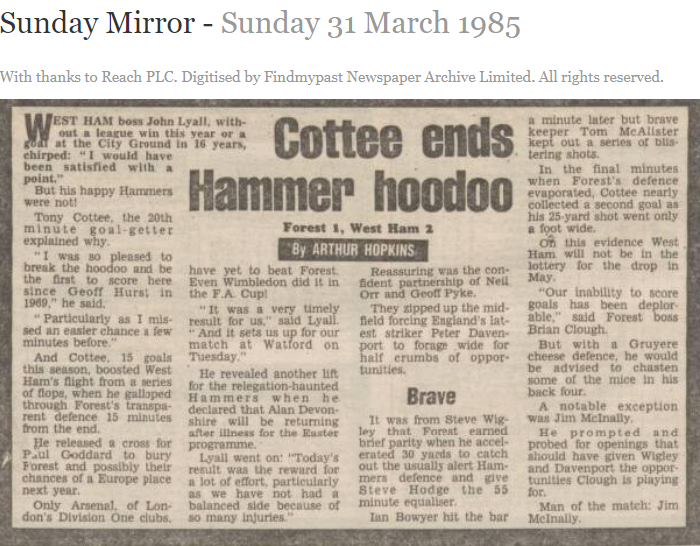 Sunday Mirror - Sunday 31 March 1985
With thanks to Reach PLC. Digitised by Findmypast Newspaper Archive Limited. All rights reserved.
Cottee ends
Hammer hoodoo
Forest 1, West Ham 2
By ARTHUR HOPKINS
WEST HAM boss John Lyall, with-
out a league win this year or a
goal at the City Ground in 16 years,
chirped: "I would have
been satisfied with a
point."
But his happy Hammers
were not!
Tony Cottee, the 20th
minute goal-getter
explained why.
"I was so pleased to
break the hoodoo and be
the first to score here
since Geoff Hurst in
1969," he said.
"Particularly as I mis-
sed an easier chance a few
minutes before."
And Cottee, 15 goals
this season, boosted West
Ham's flight from a series
of flops, when he galloped
through Forest's transpa-
rent defence 15 minutes
from the end.
He released a cross for
Paul Goddard to bury
Forest and possibly their
chances of a Europe place
next year.
Only Arsenal, of Lon-
don's Division One clubs,
have yet to beat Forest.
Even Wimbledon did it in
the F.A. Cup!
"It was a very timely
result for us," said Lyall.
"And it sets us up for our
match at Watford on
Tuesday."
He revealed another lift
for the relegation-haunted
Hammers when he
declared that Alan Devon-
shire will be returning
after illness for the Easter
programme.
Lyall went on: "Today's
result was the reward for
a lot of effort, particularly
as we have not had a
balanced side because of
so many injuries."
Reassuring was the con-
fident partnership of Neil
Orr and Geoff Pyke.
They zipped up the mid-
field forcing England's lat-
est striker Peter Daven-
port to forage wide for
half crumbs of oppor-
tunities.
Brave
It was from Steve Wig-
ley that Forest earned
brief parity when he accel-
erated 30 yards to catch
out the usually alert Ham-
mers defence and give
Steve Hodge the 55
minute equaliser.
Ian Bowyer hit the bar
a minute later but brave
keeper Tom McAlister
kept out a series of blis-
tering shots.
In the final minutes
when Forest's defence
evaporated, Cottee nearly
collected a second goal as
his 25-yard shot went only
a foot wide.
On this evidence West
Ham will not be in the
lottery for the drop in
May.
"Our inability to score
goals has been deplor-
able," said Forest boss
Brian Clough.
But with a Gruyere
cheese defence, he would
be advised to chasten
some of the mice in his
back four.
A notable exception
was Jim McInally.
He prompted and
probed for openings that
should have given Wigley
and Davenport the oppor-
tunities Clough is playing
for.
Man of the match: Jim
McInally.